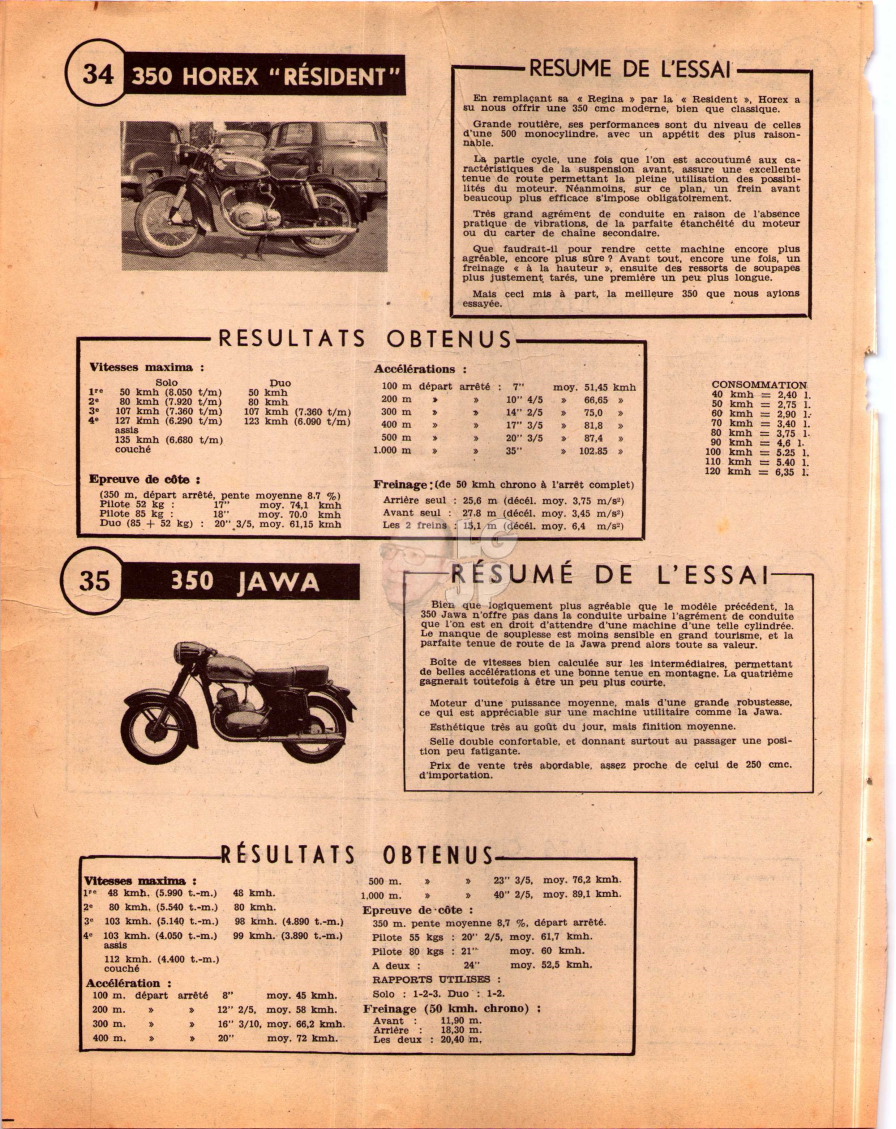 34 350 HOREX "RÉSIDENT"
RESUME DE L'ESSAI
En remplaçant sa « Regina » par la « Resident », Horex a
su nous offrir une 350 cmc moderne, bien que classique.
Grande routière, ses performances sont du niveau de celles
d'une 500 monocylindre, avec un appétit des plus raison-
nable.
La partie cycle, une fois que l'on est accoutumé aux ca-
ractéristiques de la suspension avant, assure une excellente
tenue de route permettant la pleine utilisation des possibi-
lités du moteur. Néanmoins, sur ce plan, un frein avant
beaucoup plus efficace s'impose obligatoirement.
Très grand agrément de conduite en raison de l'absence
pratique de vibrations, de la parfaite étanchéité du moteur
ou du carter de chaine secondaire.
Que faudrait-il pour rendre cette machine encore plus
agréable, encore plus sûre ? Avant tout, encore une fois, un
freinage « à la hauteur », ensuite des ressorts de soupapes
plus justement tarés, une première un peu plus longue.
Mais ceci mis à part, la meilleure 350 que nous ayions
essayée.
RESULTATS OBTENUS
Vitesses maxima :
Solo Duo
1re 50 kmh (8.050 t/m) 50 kmh
2e 80 kmh (7.920 t/m) 80 kmh
3e 107 kmh (7.360 t/m) 107 kmh (7.360 t/m)
4e 127 kmh (6.290 t/m) 123 kmh (6.090 t/m)
assis
135 kmh (6.680 t/m)
couché
Epreuve de côte :
(350 m, départ arrêté, pente moyenne 8.7 %)
Pilote 52 kg : 17" moy. 74,1 kmh
Pilote 85 kg : 18" moy. 70.0 kmh
Duo (85 + 52 kg) : 20" 3/5, moy. 61,15 kmh
Accélérations :
100 m départ arrêté : 7" moy. 51,45 kmh
200 m » » 10" 4/5 » 66,65 »
300 m » » 14" 2/5 » 75,0 »
400 m » » 17" 3/5 » 81,8 »
500 m » » 20" 3/5 » 87,4 »
1.000 m » » 35" » 102.85 »
Freinage : (de 50 kmh chrono à l'arrêt complet)
Arrière seul : 25,6 m (décél. moy. 3,75 m/s²)
Avant seul : 27.8 m (décél. moy. 3,45 m/s²)
Les 2 freins : 15,1 m (décél. moy. 6,4 m/s²)
CONSOMMATION
40 kmh = 2,40 l.
50 kmh = 2,75 l.
60 kmh = 2,90 l.
70 kmh = 3,40 l.
80 kmh = 3,75 l.
90 kmh = 4,6 l.
100 kmh = 5.25 l.
110 kmh = 5.40 l.
120 kmh = 6,35 l.
LG
JP
35 350 JAWA
RÉSUMÉ DE L'ESSAI
Bien que logiquement plus agréable que le modèle précédent, la
350 Jawa n'offre pas dans la conduite urbaine l'agrément de conduite
que l'on est en droit d'attendre d'une machine d'une telle cylindrée.
Le manque de souplesse est moins sensible en grand tourisme, et la
parfaite tenue de route de la Jawa prend alors toute sa valeur.
Boîte de vitesses bien calculée sur les intermédiaires, permettant
de belles accélérations et une bonne tenue en montagne. La quatrième
gagnerait toutefois à être un peu plus courte.
Moteur d'une puissance moyenne, mais d'une grande robustesse,
ce qui est appréciable sur une machine utilitaire comme la Jawa.
Esthétique très au goût du jour, mais finition moyenne.
Selle double confortable, et donnant surtout au passager une posi-
tion peu fatigante.
Prix de vente très abordable, assez proche de celui de 250 cmc.
d'importation.
RÉSULTATS OBTENUS
Vitesses maxima :
1re 48 kmh. (5.990 t.-m.) 48 kmh.
2e 80 kmh. (5.540 t.-m.) 80 kmh.
3e 103 kmh. (5.140 t.-m.) 98 kmh. (4.890 t.-m.)
4e 103 kmh. (4.050 t.-m.) 99 kmh. (3.890 t.-m.)
assis
112 kmh. (4.400 t.-m.)
couché
Accélération :
100 m. départ arrêté 8" moy. 45 kmh.
200 m. » » 12" 2/5, moy. 58 kmh.
300 m. » » 16" 3/10, moy. 66,2 kmh.
400 m. » » 20" moy. 72 kmh.
500 m. » » 23" 3/5, moy. 76,2 kmh.
1,000 m. » » 40" 2/5, moy. 89,1 kmh.
Epreuve de côte :
350 m. pente moyenne 8,7 %, départ arrêté.
Pilote 55 kgs : 20" 2/5, moy. 61,7 kmh.
Pilote 80 kgs : 21" moy. 60 kmh.
A deux : 24" moy. 52,5 kmh.
RAPPORTS UTILISES :
Solo : 1-2-3. Duo : 1-2.
Freinage (50 kmh. chrono) :
Avant : 11,90 m.
Arrière : 18,30 m.
Les deux : 20,40 m.